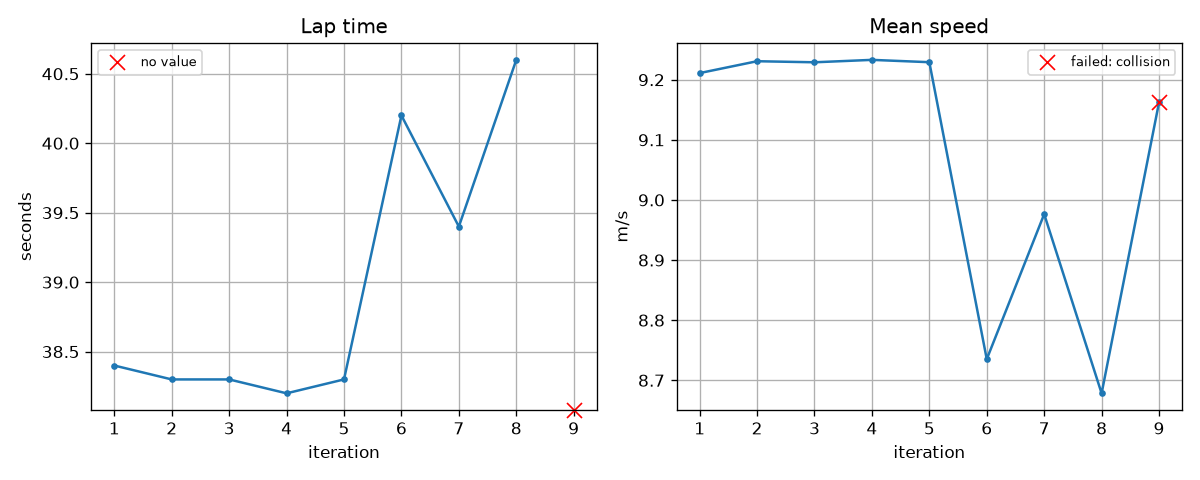 Lap time
no value
40.5
40.0
39.5
39.0
38.5
seconds
1 2 3 4 5 6 7 8 9
iteration
Mean speed
failed: collision
9.2
9.1
9.0
8.9
8.8
8.7
m/s
1 2 3 4 5 6 7 8 9
iteration